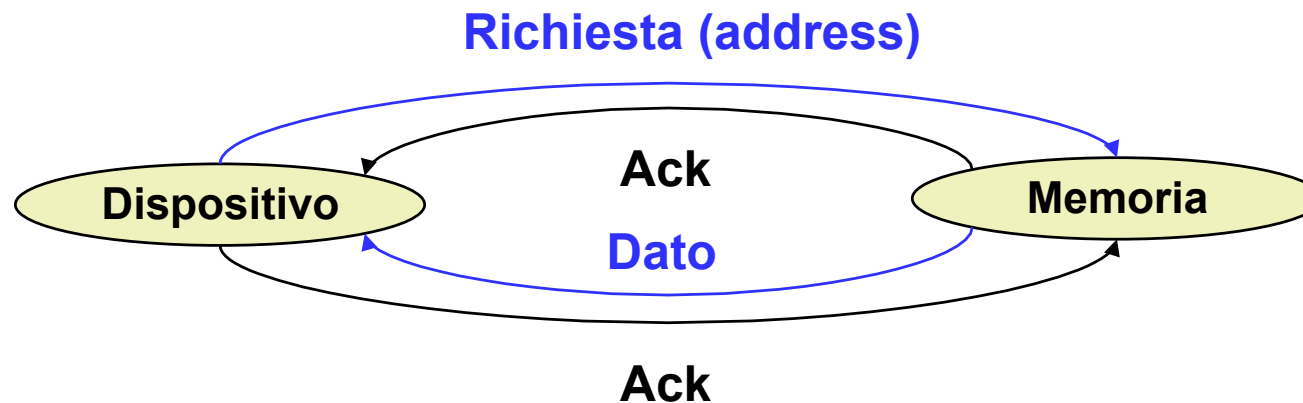 Richiesta (address)
Ack
Dispositivo
Memoria
Dato
Ack